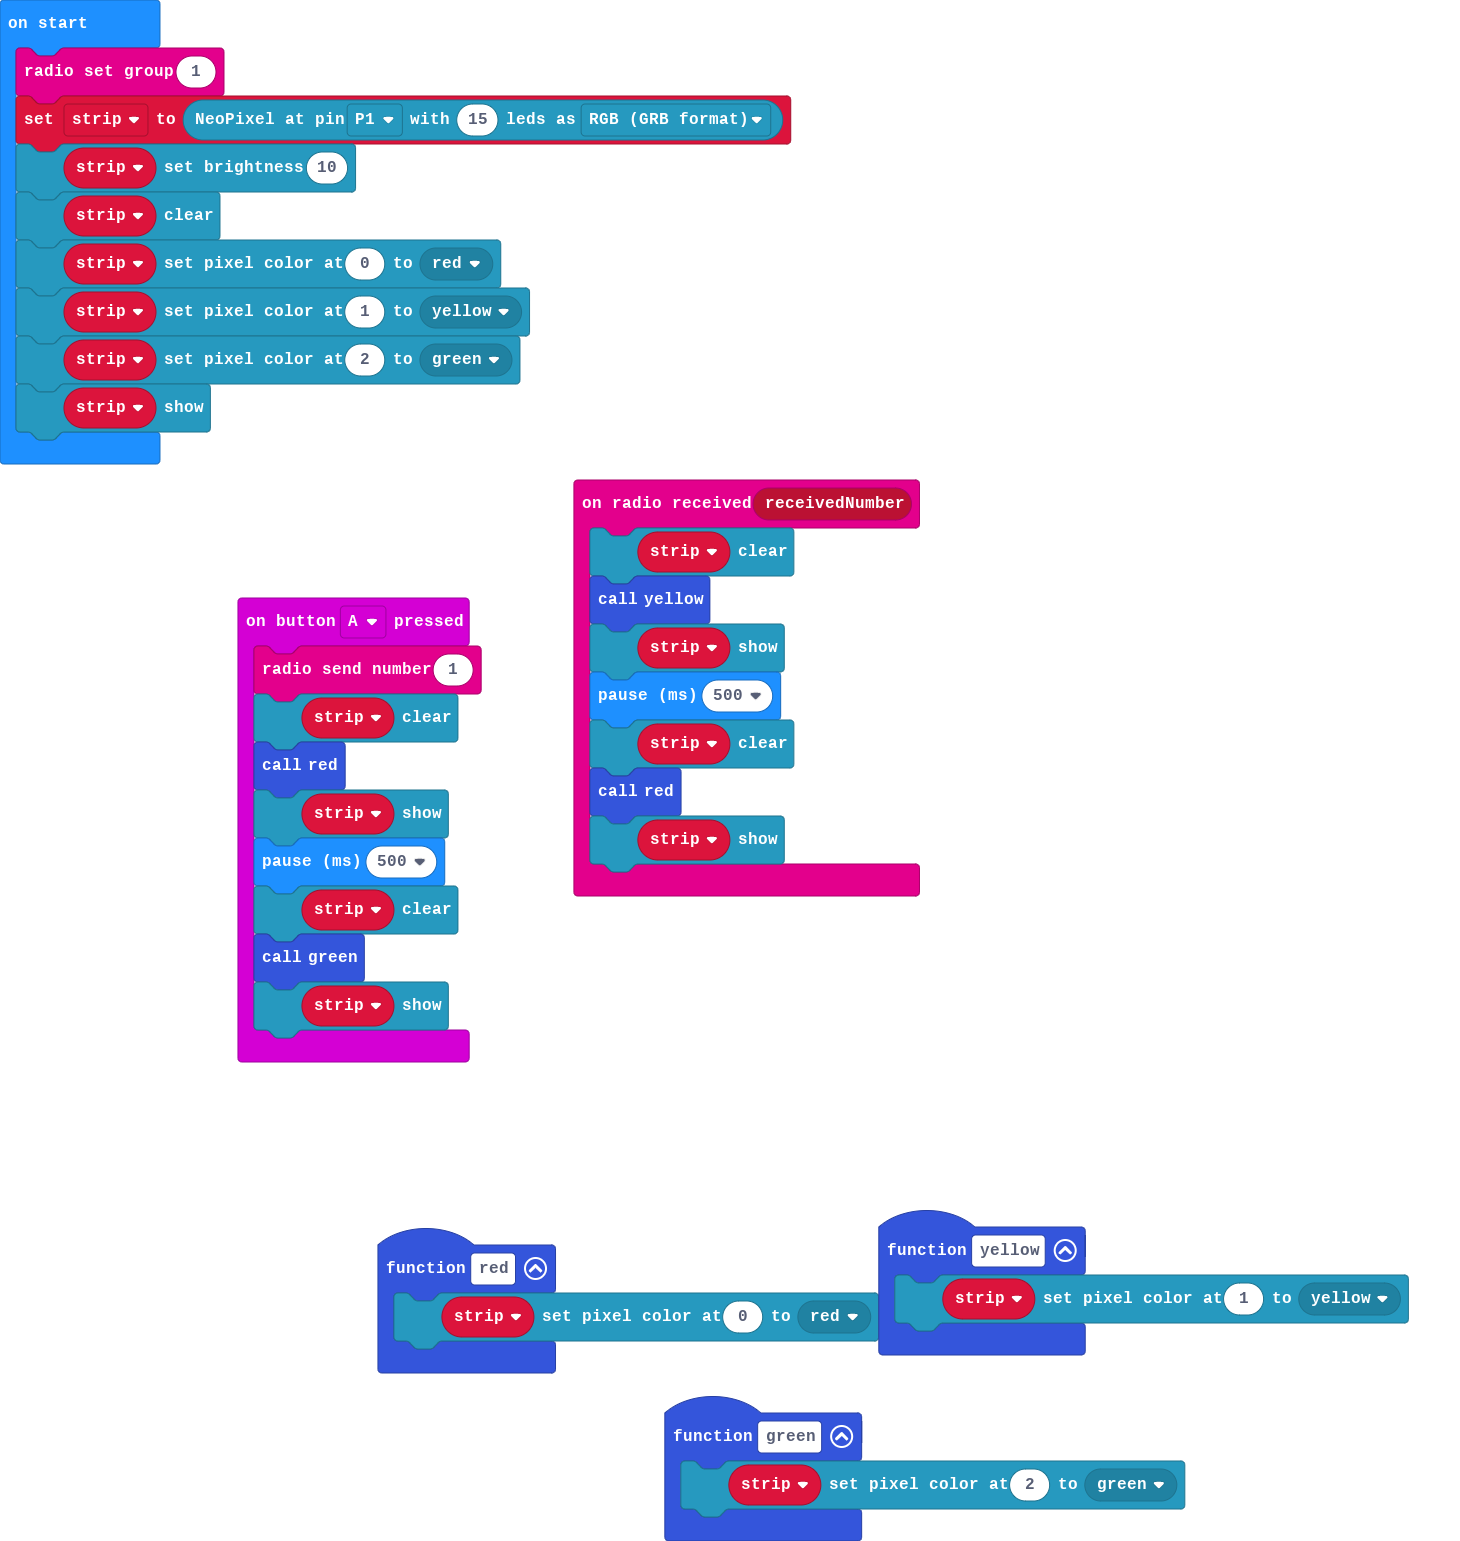 on start
radio set group 1
set strip to NeoPixel at pin P1 with 15 leds as RGB (GRB format)
strip set brightness 10
strip clear
strip set pixel color at 0 to red
strip set pixel color at 1 to yellow
strip set pixel color at 2 to green
strip show
on radio received receivedNumber
strip clear
call yellow
strip show
pause (ms) 500
strip clear
call red
strip show
on button A pressed
radio send number 1
strip clear
call red
strip show
pause (ms) 500
strip clear
call green
strip show
function red
strip set pixel color at 0 to red
function yellow
strip set pixel color at 1 to yellow
function green
strip set pixel color at 2 to green